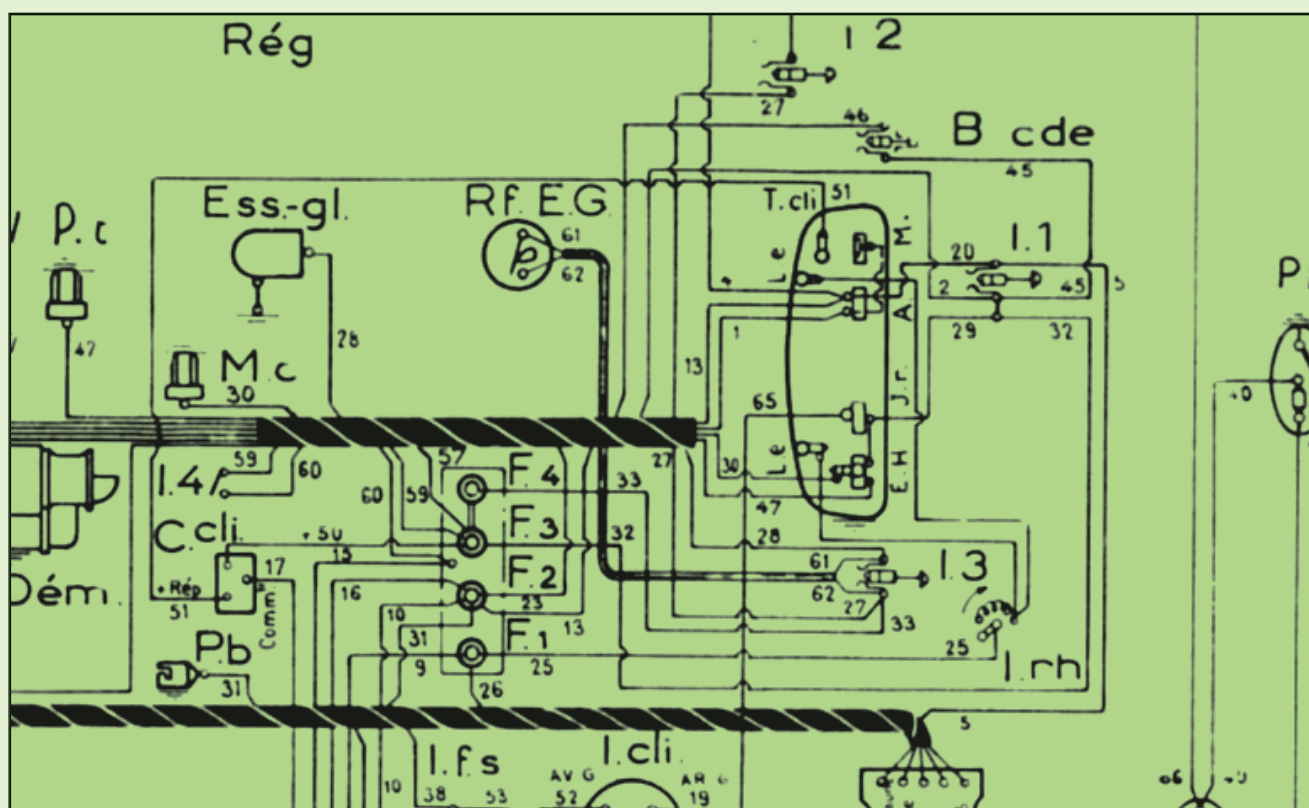 Rég
I 2
27
46
B cde
45
Ess.-gl.
Rf. E.G.
T.cli
51
P.c
61
62
Le
M.
20
I.1
2
45
5
A.
1
29
32
28
47
M.c
30
13
J.r.
65
40
Le
30
E.H
47
57
27
59
I.4
60
60
59
F.4
33
C.cli.
+ 50
15
F.3
32
28
61
I.3
17
+ Rép
51
Comm.
16
F.2
23
62
27
33
Dém.
10
31
13
P.b
31
9
F.1
25
25
I.rh
26
5
I.f s
I.cli.
10
AV G
AR G
38
53
52
19